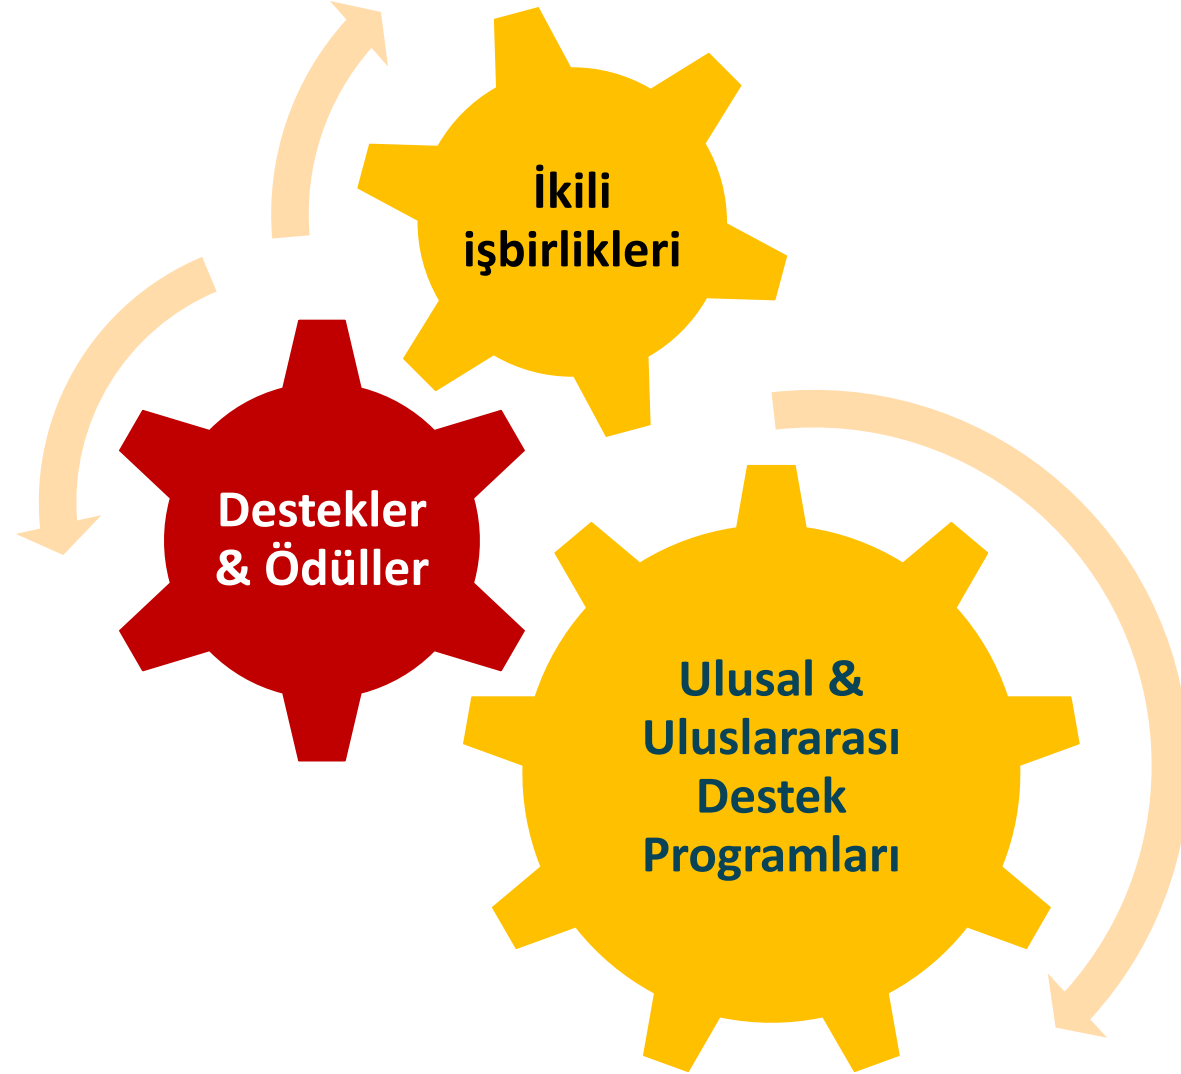 İkili
işbirlikleri
Destekler
& Ödüller
Ulusal &
Uluslararası
Destek
Programları